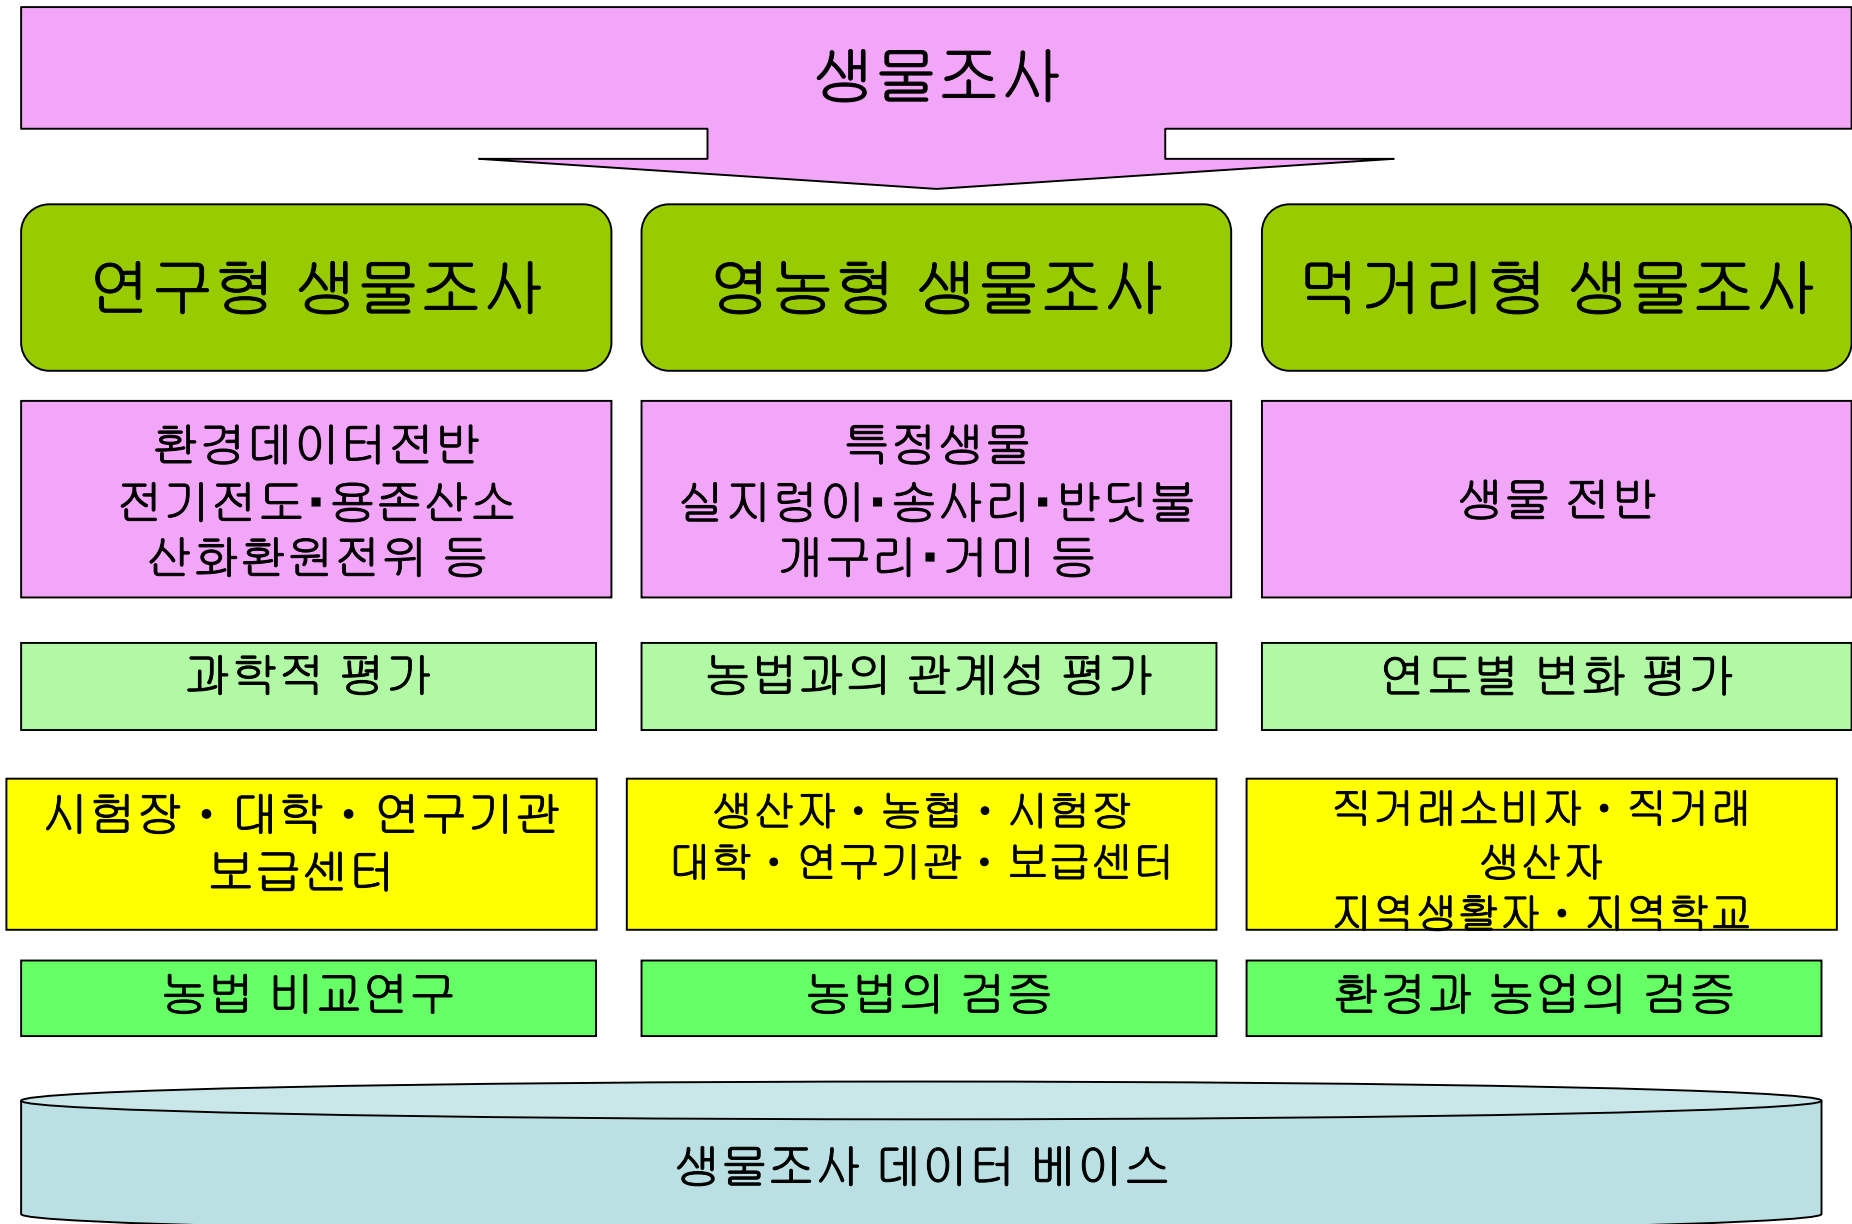 생물조사
연구형 생물조사
영농형 생물조사
먹거리형 생물조사
환경데이터전반
전기전도▪용존산소
산화환원전위 등
특정생물
실지렁이▪송사리▪반딧불
개구리▪거미 등
생물 전반
과학적 평가
농법과의 관계성 평가
연도별 변화 평가
시험장・대학・연구기관
보급센터
생산자・농협・시험장
대학・연구기관・보급센터
직거래소비자・직거래
생산자
지역생활자・지역학교
농법 비교연구
농법의 검증
환경과 농업의 검증
생물조사 데이터 베이스